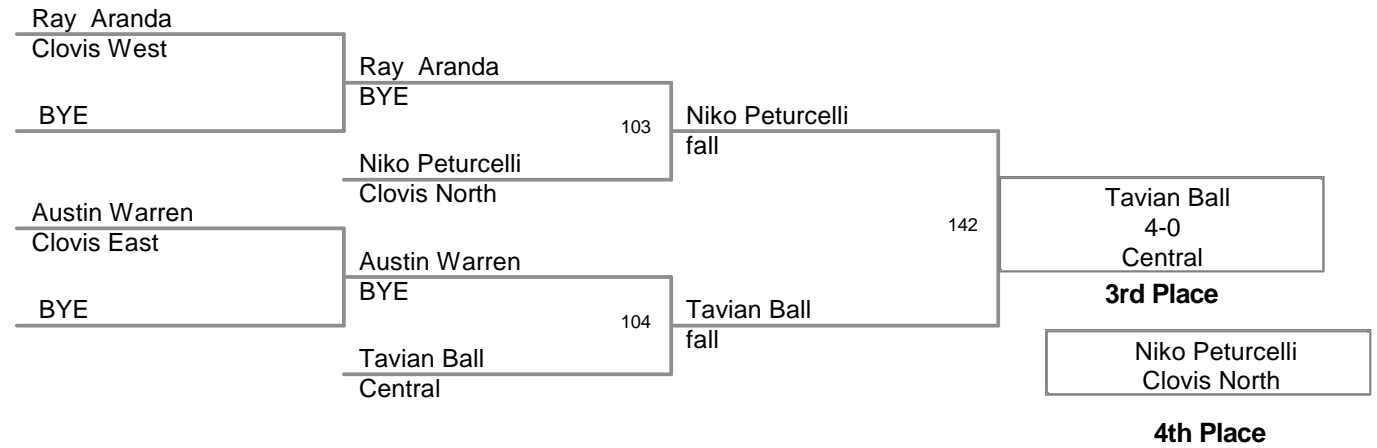 Ray  Aranda
Clovis West
Ray  Aranda
BYE
BYE
103
Niko Peturcelli
fall
Niko Peturcelli
Clovis North
Austin Warren
Clovis East
Austin Warren
BYE
BYE
104
Tavian Ball
fall
Tavian Ball
Central
142
Tavian Ball
4-0
Central
3rd Place
Niko Peturcelli
Clovis North
4th Place